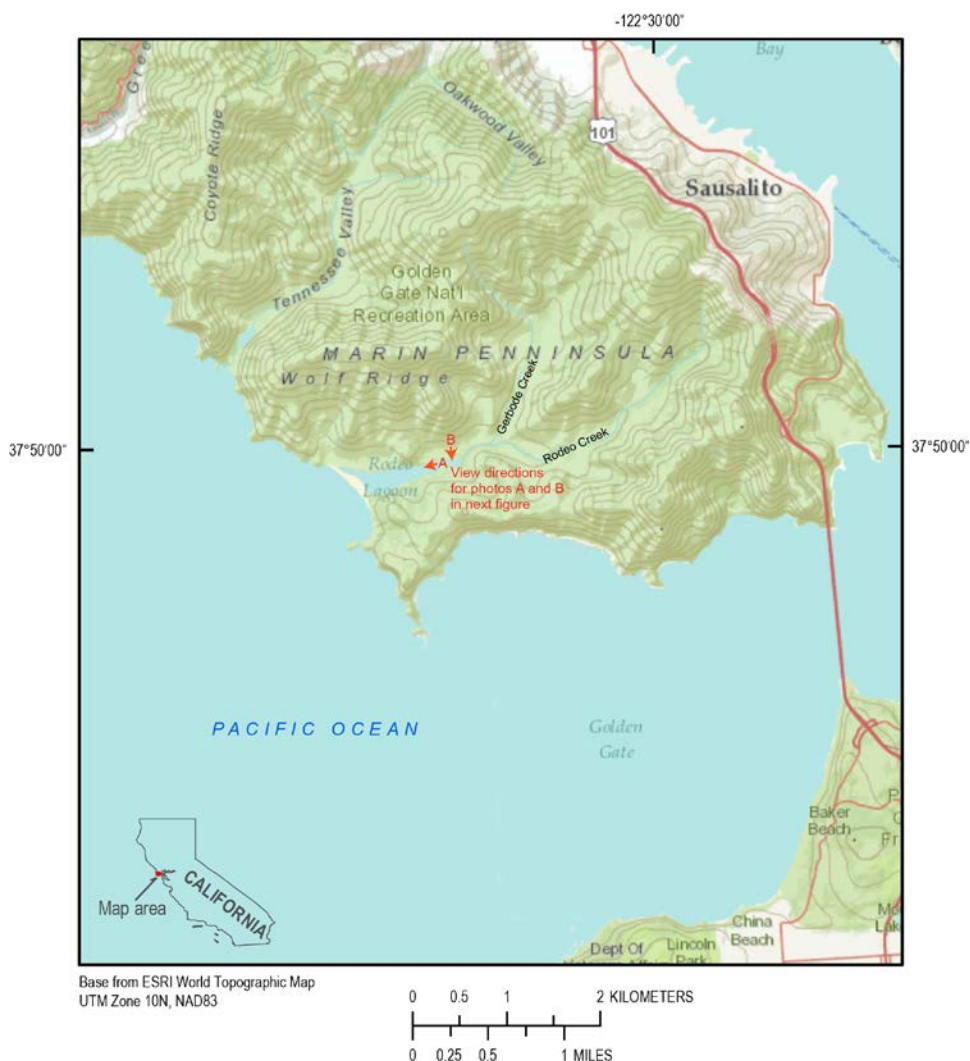 -122°30'00"
Bay
Oakwood Valley
Coyote Ridge
101
Sausalito
Tennessee Valley
Golden
Gate Nat'l
Recreation Area
MARIN PENNINSULA
Wolf Ridge
Gerbode Creek
Rodeo Creek
37°50'00"
37°50'00"
B
A
Rodeo
Lagoon
View directions
for photos A and B
in next figure
PACIFIC OCEAN
Golden
Gate
Baker
Beach
CALIFORNIA
Map area
China
Beach
Dept Of
Lincoln
Park
Base from ESRI World Topographic Map
UTM Zone 10N, NAD83
0 0.5 1 2 KILOMETERS
0 0.25 0.5 1 MILES